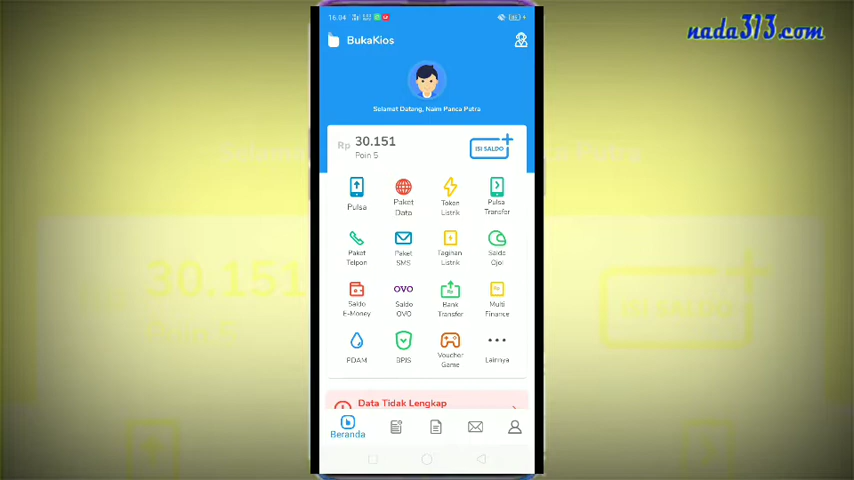 nada313.com
16.04
BukaKios
Selamat Datang, Naim Panca Putra
Rp 30.151
Poin 5
ISI SALDO
Pulsa
Paket Data
Token Listrik
Pulsa Transfer
Paket Telpon
Paket SMS
Tagihan Listrik
Saldo Ojol
Saldo E-Money
OVO
Saldo OVO
Bank Transfer
Multi Finance
PDAM
BPJS
Voucher Game
Lainnya
Data Tidak Lengkap
Beranda